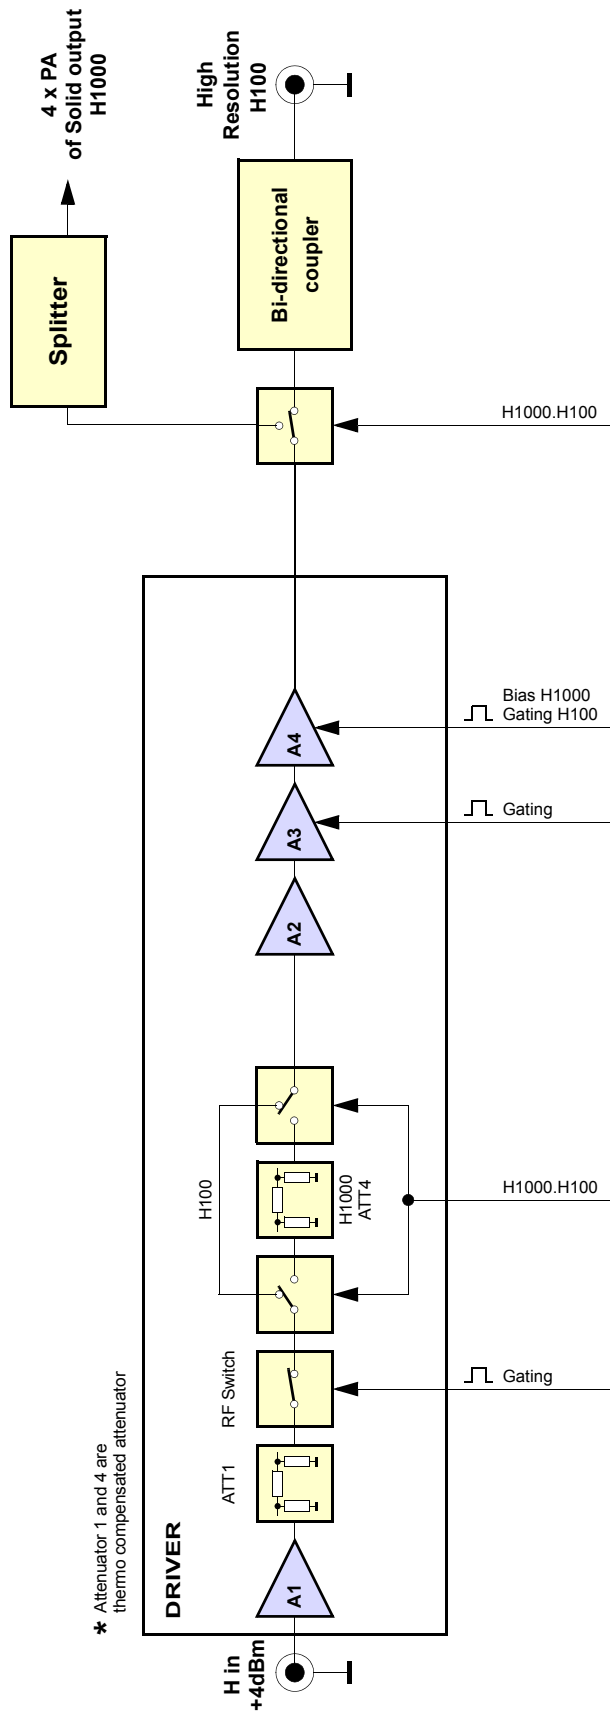 4 x PA
of Solid output
H1000
High
Resolution
H100
Splitter
Bi-directional
coupler
H1000.H100
Bias H1000
Gating H100
A4
Gating
A3
A2
H100
H1000
ATT4
H1000.H100
RF Switch
Gating
ATT1
* Attenuator 1 and 4 are
thermo compensated attenuator
DRIVER
A1
H in
+4dBm